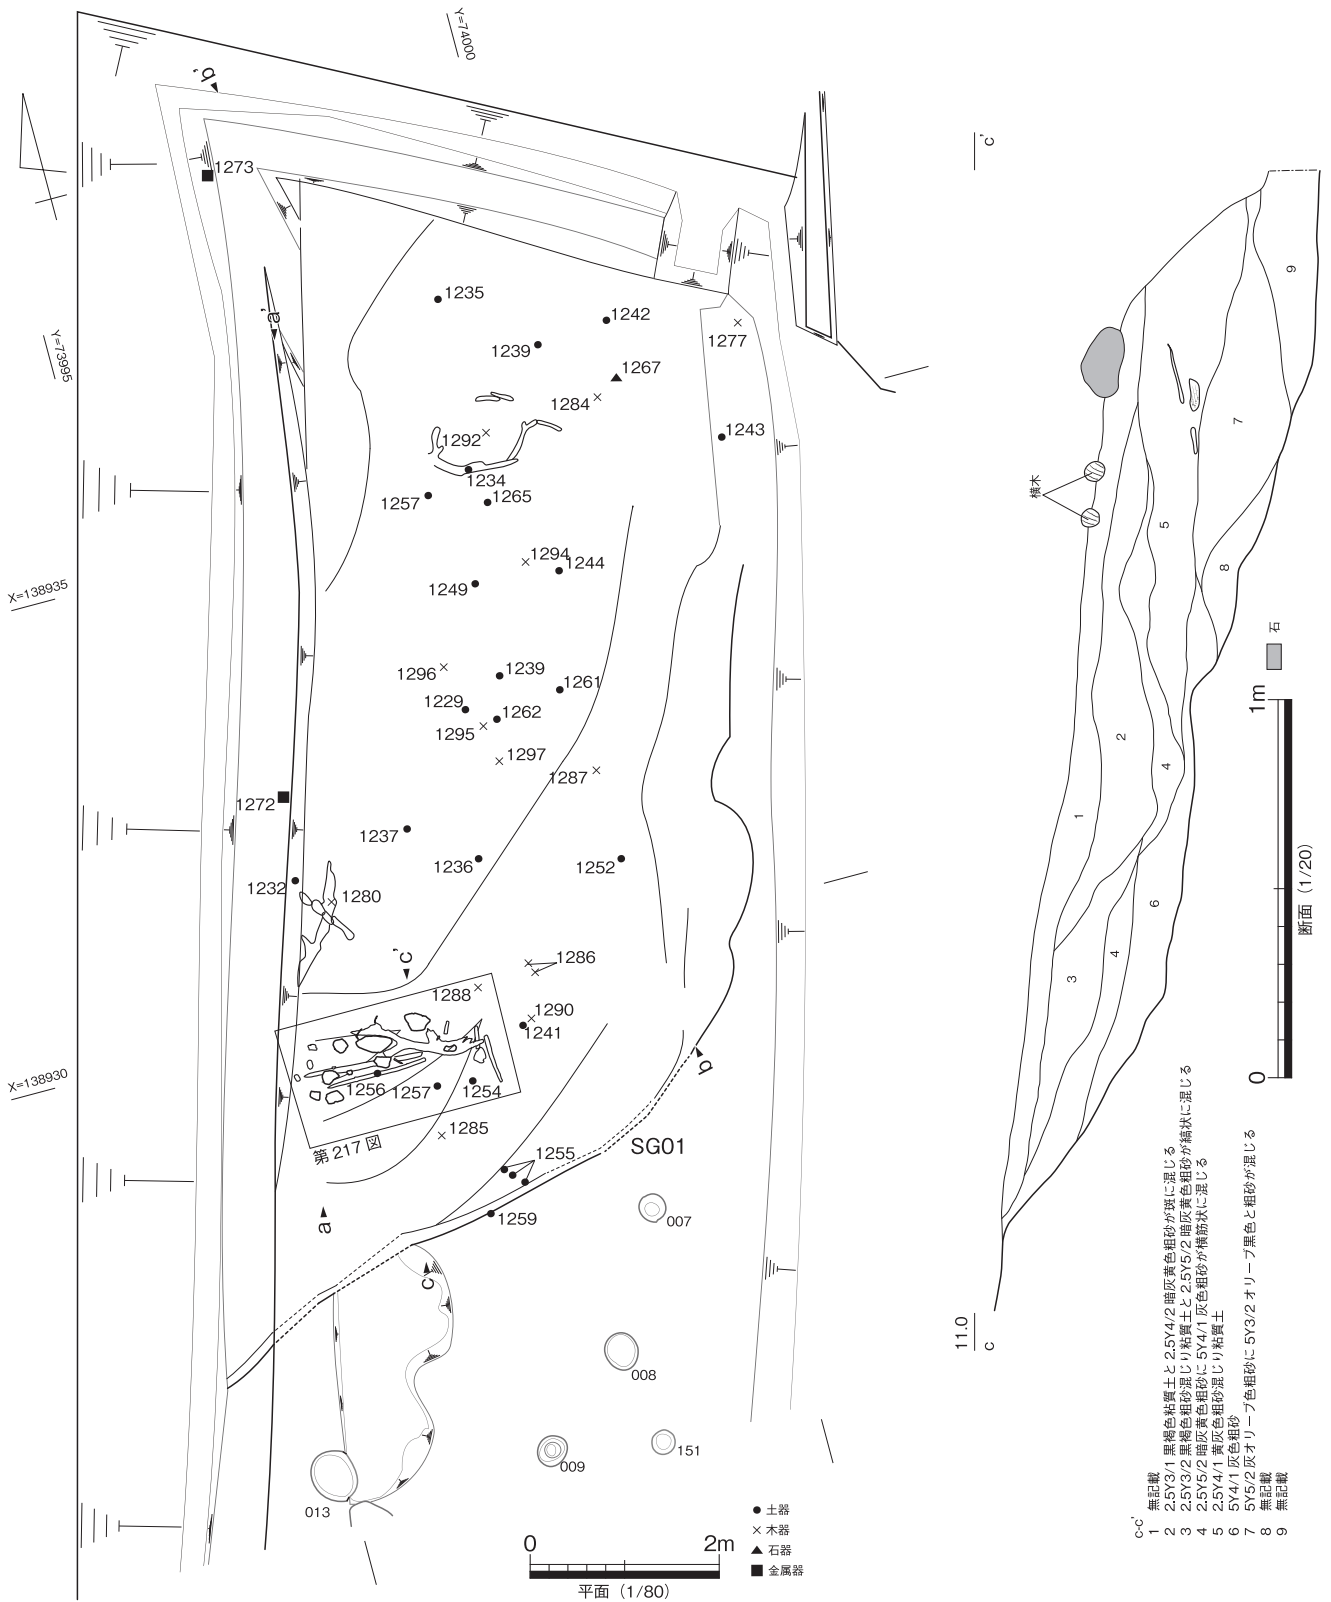 Y=74000
b'
c'
1273
Y=73995
a'
1235
1242
1239
1277
1267
1284
1292
1243
1234
1257
1265
1294
1244
1249
X=138935
1296
1239
1261
1229
1262
1295
1297
1287
1272
1237
1236
1252
1232
1280
c'
1286
1288
1290
1241
X=138930
1256
1257
1254
b
1285
第 217 図
1255
SG01
a
1259
007
c
008
009
151
013
土器
木器
石器
金属器
0
2m
平面（1/80）
横木
石
9
7
5
8
2
4
1
6
3
4
1m
0
断面（1/20）
11.0
c
c-c'
1 無記載
2 2.5Y3/1 黒褐色粘質土と 2.5Y4/2 暗灰黄色粗砂が斑に混じる
3 2.5Y3/2 黒褐色粗砂混じり粘質土と 2.5Y5/2 暗灰黄色粗砂が縞状に混じる
4 2.5Y5/2 暗灰黄色粗砂に 5Y4/1 灰色粗砂が横筋状に混じる
5 2.5Y4/1 黄灰色粗砂混じり粘質土
6 5Y4/1 灰色粗砂
7 5Y5/2 灰オリーブ色粗砂に 5Y3/2 オリーブ黒色と粗砂が混じる
8 無記載
9 無記載